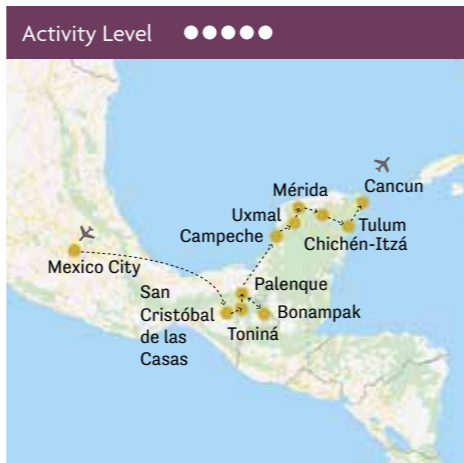 Activity Level
Mexico City
San
Cristóbal
de las
Casas
Toniná
Palenque
Bonampak
Campeche
Uxmal
Mérida
Chichén-Itzá
Tulum
Cancun